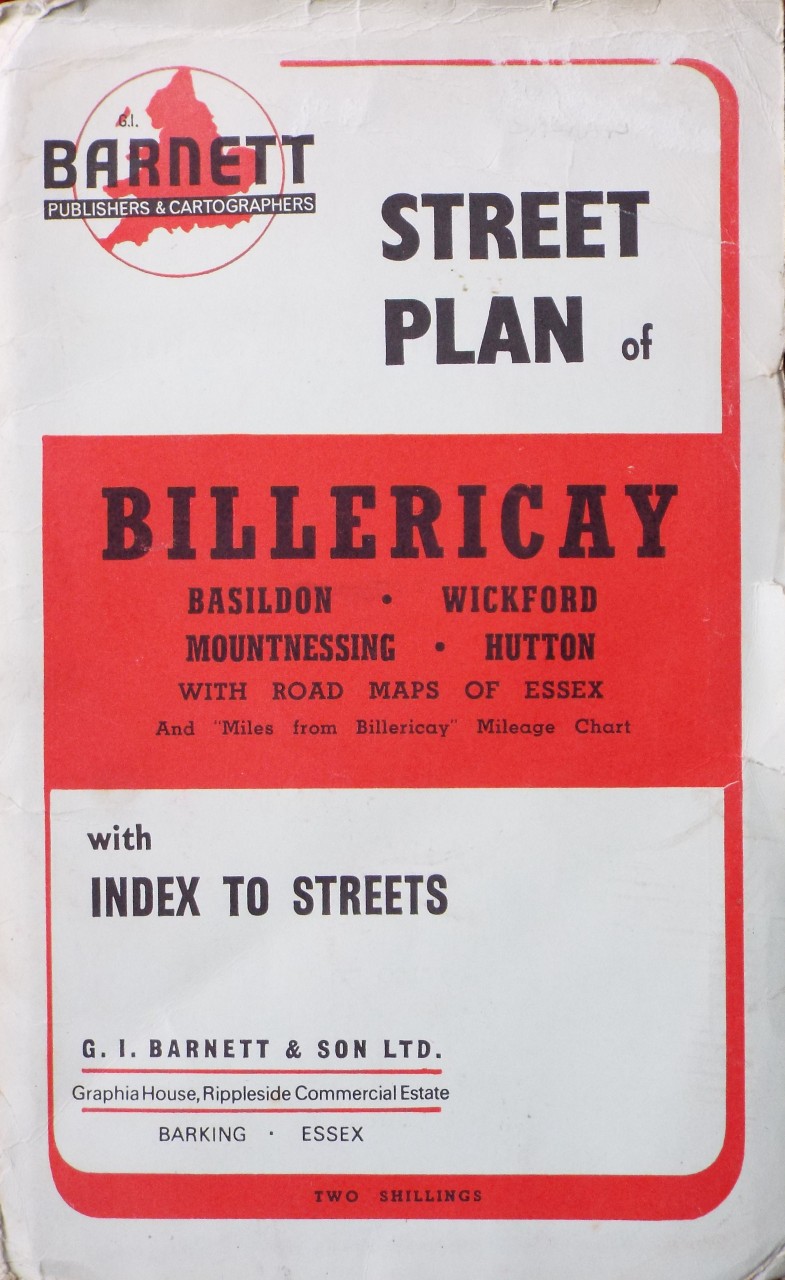 G.I.
BARNETT
PUBLISHERS & CARTOGRAPHERS
STREET
PLAN of
BILLERICAY
BASILDON • WICKFORD
MOUNTNESSING • HUTTON
WITH ROAD MAPS OF ESSEX
And "Miles from Billericay" Mileage Chart
with
INDEX TO STREETS
G. I. BARNETT & SON LTD.
Graphia House, Rippleside Commercial Estate
BARKING · ESSEX
TWO SHILLINGS